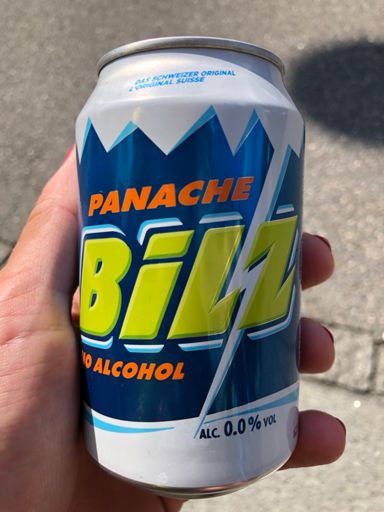 DAS SCHWEIZER ORIGINAL
L'ORIGINAL SUISSE
PANACHE
BiLZ
NO ALCOHOL
ALC. 0.0% VOL